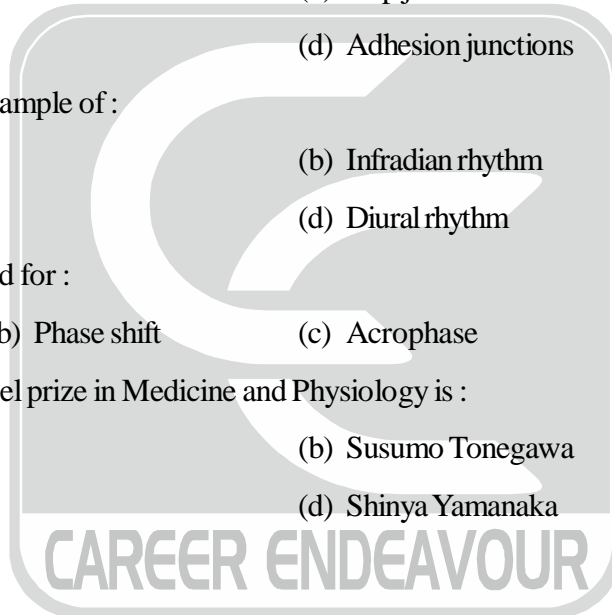 (d) Adhesion junctions
ample of :
(b) Infradian rhythm
(d) Diural rhythm
d for :
b) Phase shift (c) Acrophase
el prize in Medicine and Physiology is :
(b) Susumo Tonegawa
(d) Shinya Yamanaka
CAREER ENDEAVOUR